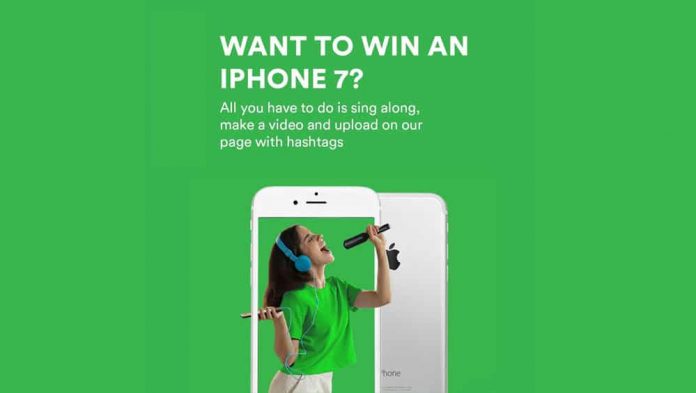 WANT TO WIN AN
IPHONE 7?
All you have to do is sing along,
make a video and upload on our
page with hashtags
hone